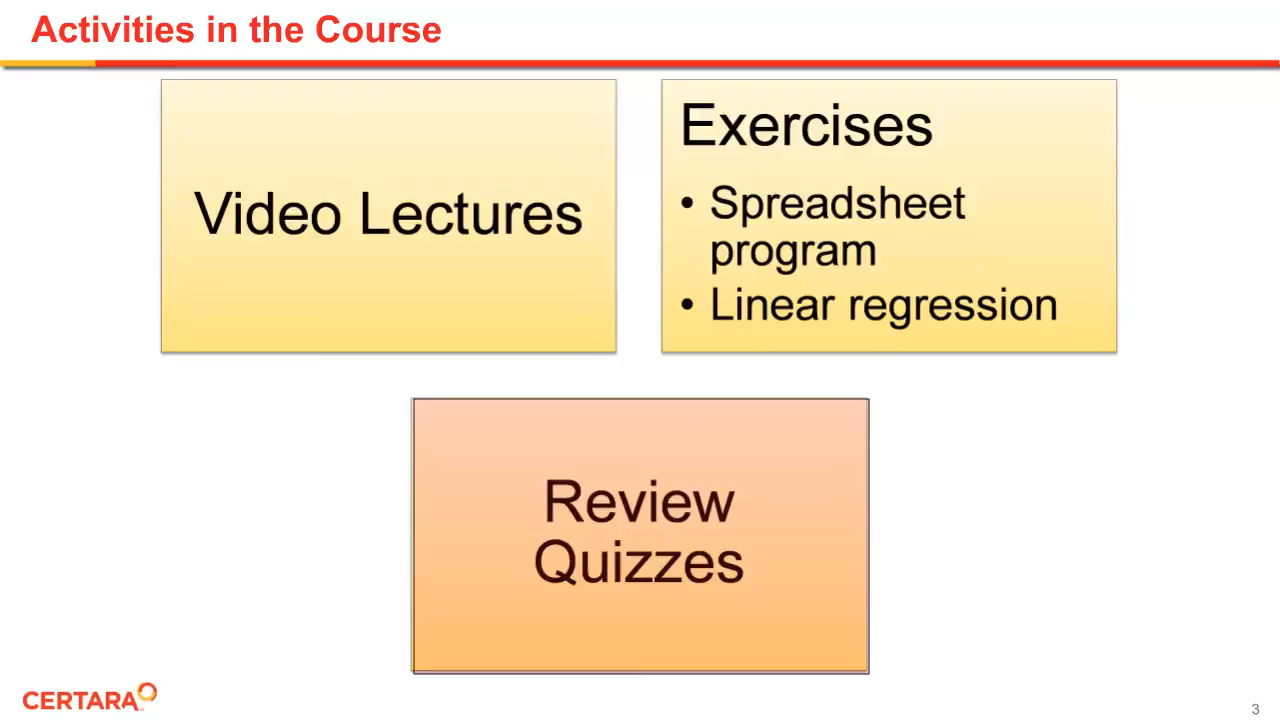 Activities in the Course
Video Lectures
Exercises
• Spreadsheet
program
• Linear regression
Review
Quizzes
CERTARA
3